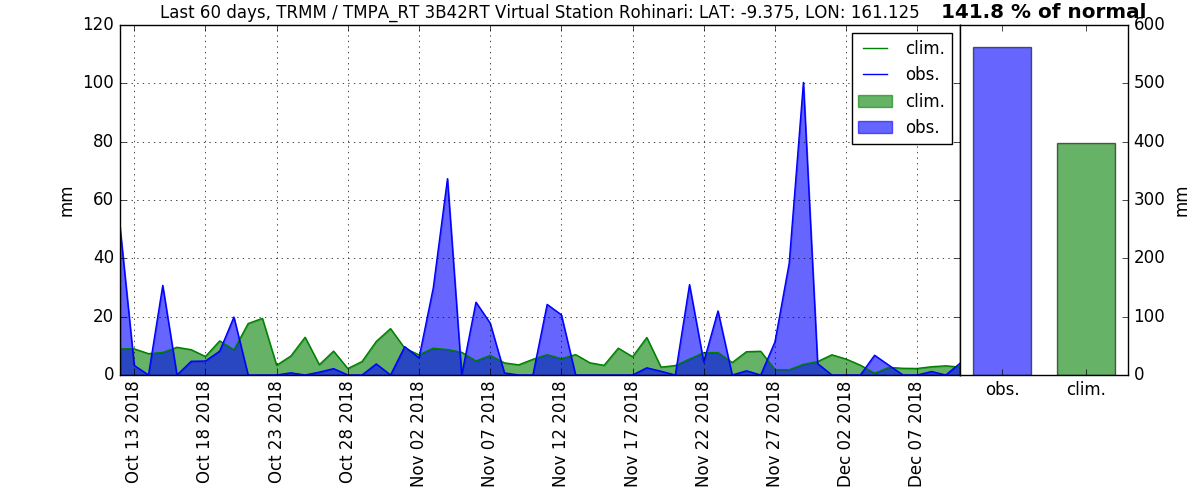 Last 60 days, TRMM / TMPA_RT 3B42RT Virtual Station Rohinari: LAT: -9.375, LON: 161.125
141.8 % of normal
120
100
80
60
40
20
0
mm
clim.
obs.
clim.
obs.
Oct 13 2018
Oct 18 2018
Oct 23 2018
Oct 28 2018
Nov 02 2018
Nov 07 2018
Nov 12 2018
Nov 17 2018
Nov 22 2018
Nov 27 2018
Dec 02 2018
Dec 07 2018
600
500
400
300
200
100
0
mm
obs.
clim.